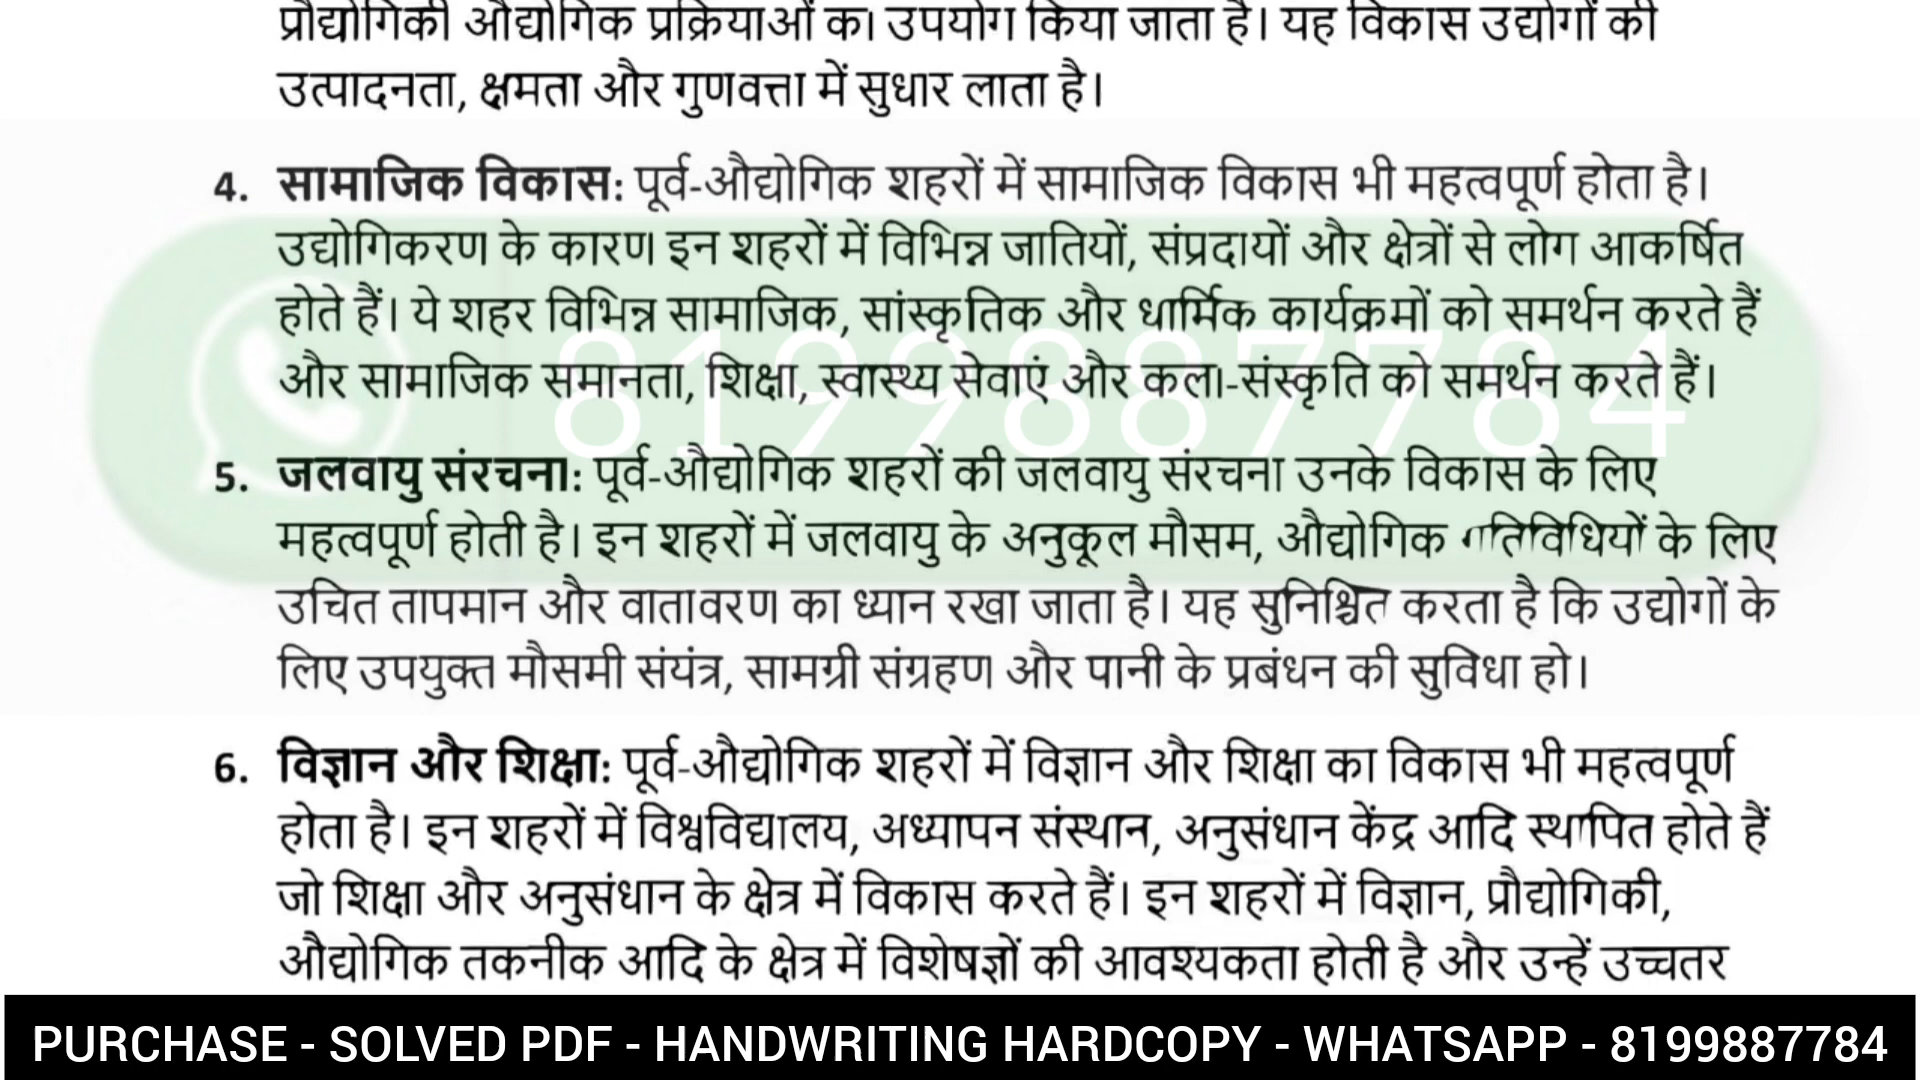 प्रौद्योगिकी औद्योगिक प्रक्रियाओं का उपयोग किया जाता है। यह विकास उद्योगों की
उत्पादनता, क्षमता और गुणवत्ता में सुधार लाता है।
4. सामाजिक विकास: पूर्व-औद्योगिक शहरों में सामाजिक विकास भी महत्वपूर्ण होता है।
उद्योगिकरण के कारण इन शहरों में विभिन्न जातियों, संप्रदायों और क्षेत्रों से लोग आकर्षित
होते हैं। ये शहर विभिन्न सामाजिक, सांस्कृतिक और धार्मिक कार्यक्रमों को समर्थन करते हैं
8199887784
और सामाजिक समानता, शिक्षा, स्वास्थ्य सेवाएं और कला-संस्कृति को समर्थन करते हैं।
5. जलवायु संरचना: पूर्व-औद्योगिक शहरों की जलवायु संरचना उनके विकास के लिए
महत्वपूर्ण होती है। इन शहरों में जलवायु के अनुकूल मौसम, औद्योगिक गतिविधियों के लिए
उचित तापमान और वातावरण का ध्यान रखा जाता है। यह सुनिश्चित करता है कि उद्योगों के
लिए उपयुक्त मौसमी संयंत्र, सामग्री संग्रहण और पानी के प्रबंधन की सुविधा हो।
6. विज्ञान और शिक्षा: पूर्व-औद्योगिक शहरों में विज्ञान और शिक्षा का विकास भी महत्वपूर्ण
होता है। इन शहरों में विश्वविद्यालय, अध्यापन संस्थान, अनुसंधान केंद्र आदि स्थापित होते हैं
जो शिक्षा और अनुसंधान के क्षेत्र में विकास करते हैं। इन शहरों में विज्ञान, प्रौद्योगिकी,
औद्योगिक तकनीक आदि के क्षेत्र में विशेषज्ञों की आवश्यकता होती है और उन्हें उच्चतर
PURCHASE - SOLVED PDF - HANDWRITING HARDCOPY - WHATSAPP - 8199887784